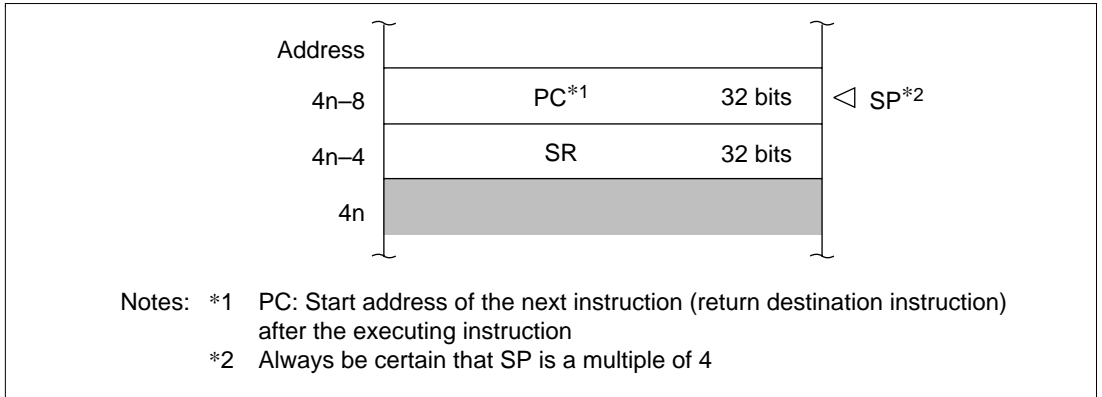 Address
4n–8 PC*1 32 bits ◁ SP*2
4n–4 SR 32 bits
4n
Notes: *1 PC: Start address of the next instruction (return destination instruction)
after the executing instruction
*2 Always be certain that SP is a multiple of 4